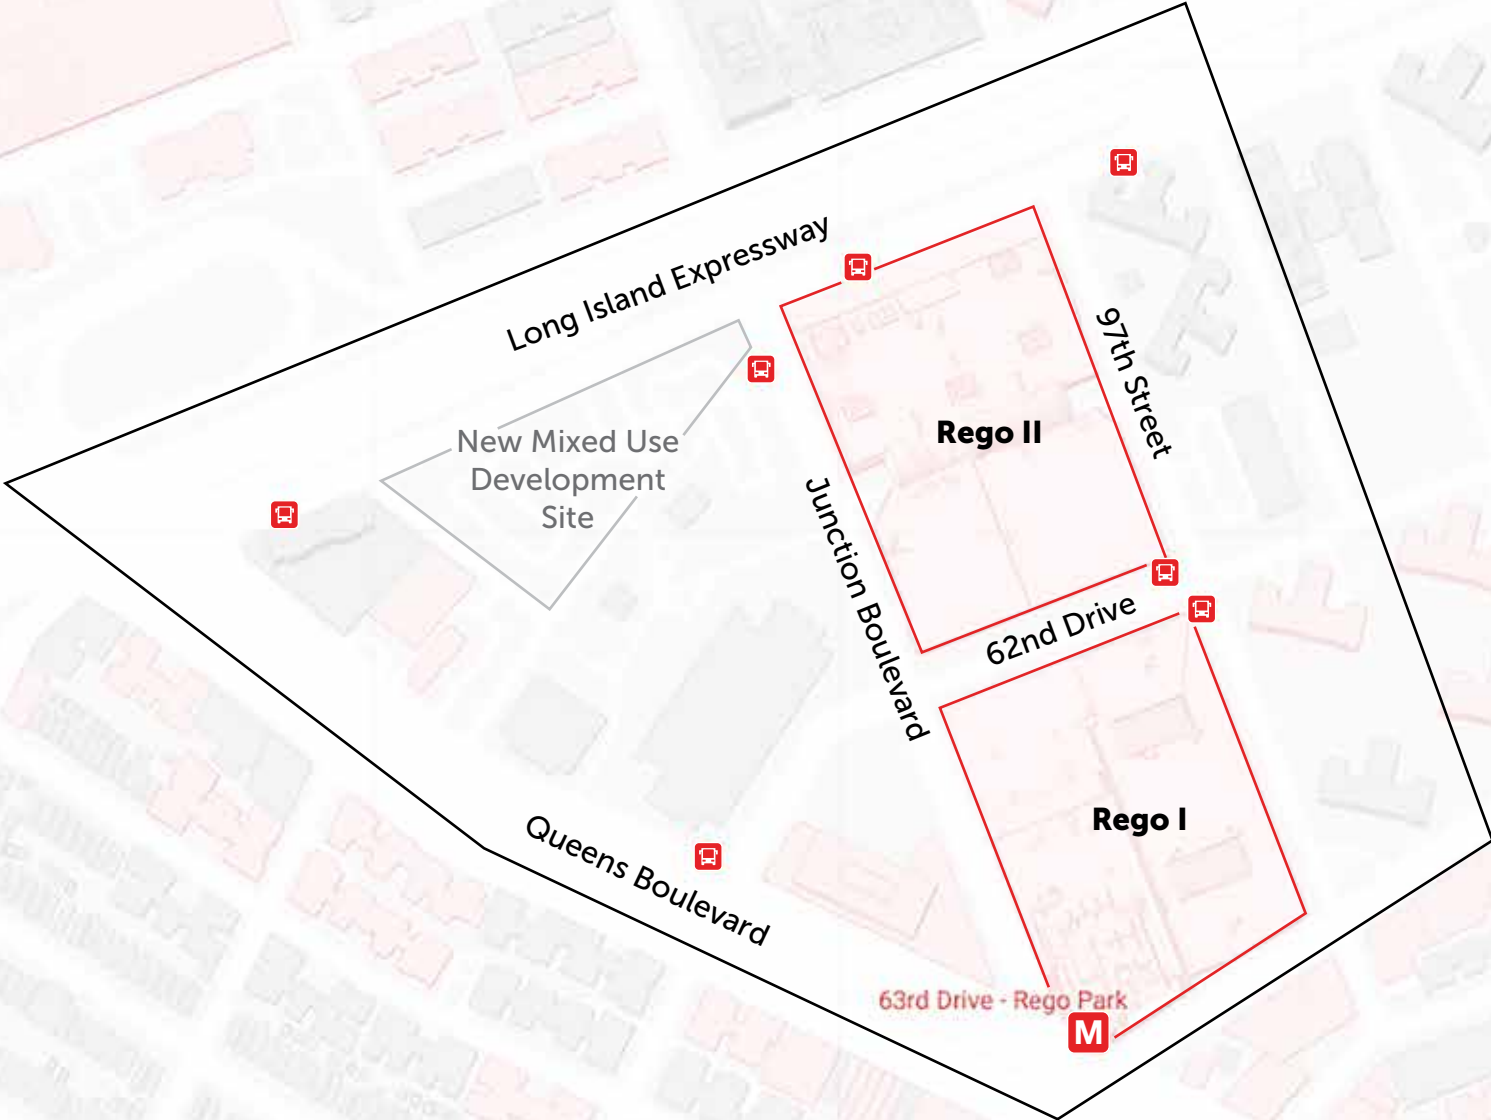 Long Island Expressway
97th Street
New Mixed Use
Development
Site
Rego II
Junction Boulevard
62nd Drive
Rego I
Queens Boulevard
63rd Drive - Rego Park
M